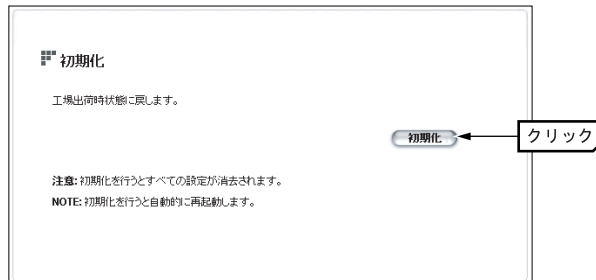 初期化
工場出荷時状態に戻します。
初期化
クリック
注意: 初期化を行うとすべての設定が消去されます。
NOTE: 初期化を行うと自動的に再起動します。